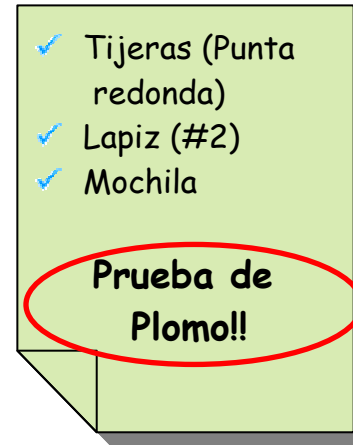 Tijeras (Punta
redonda)
Lapiz (#2)
Mochila
Prueba de
Plomo!!